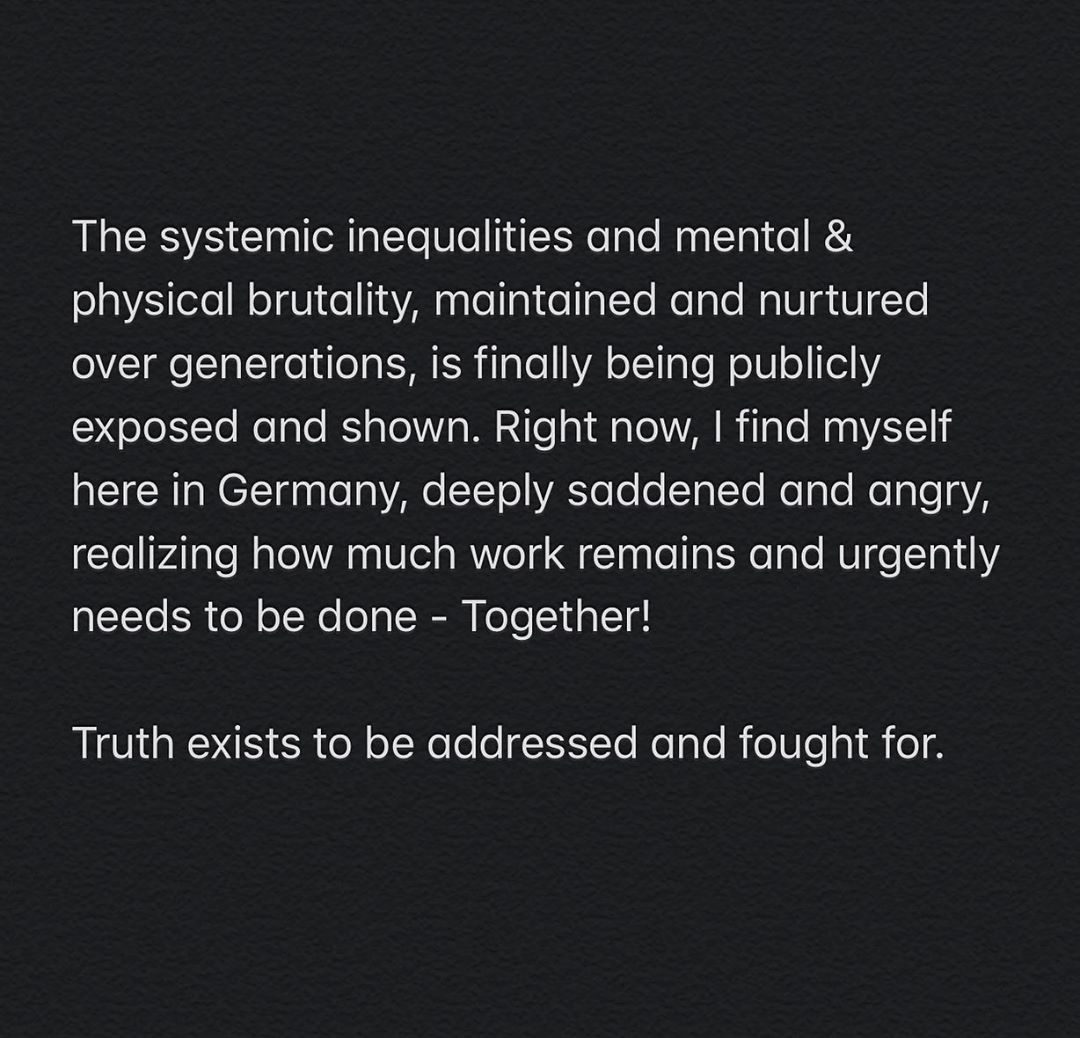 The systemic inequalities and mental &
physical brutality, maintained and nurtured
over generations, is finally being publicly
exposed and shown. Right now, I find myself
here in Germany, deeply saddened and angry,
realizing how much work remains and urgently
needs to be done - Together!
Truth exists to be addressed and fought for.